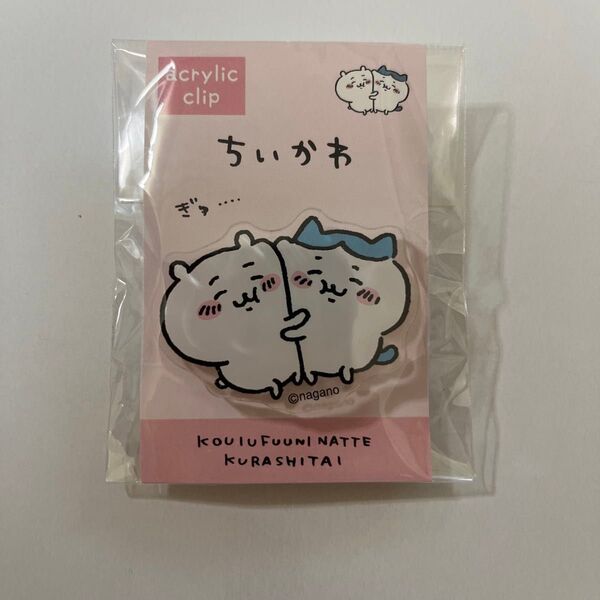 acrylic
clip
ちいかわ
ぎゅ‥‥
©nagano
KOUIUFUUNI NATTE
KURASHITAI